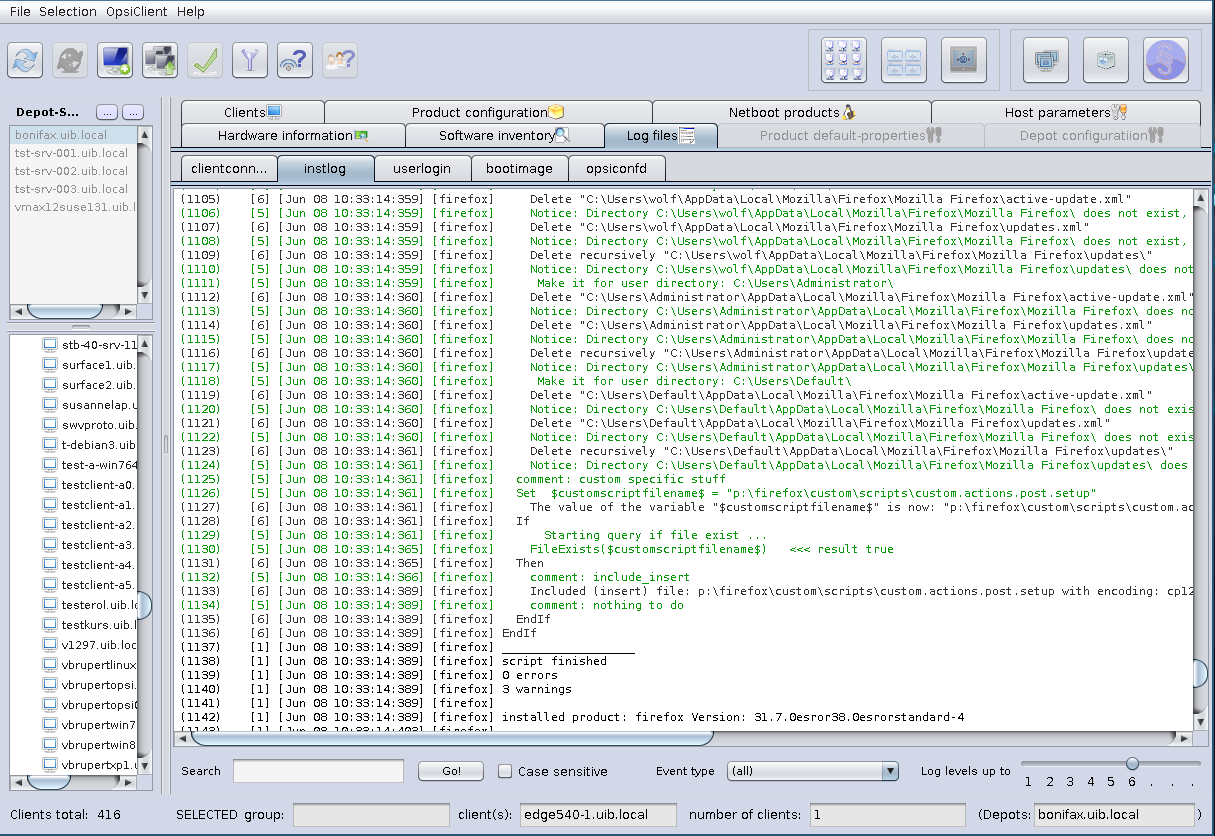 File Selection OpsiClient Help
Depot-S... ... ...
bonifax.uib.local
tst-srv-001.uib.local
tst-srv-002.uib.local
tst-srv-003.uib.local
vmax12suse131.uib.l
stb-40-srv-11
surface1.uib.
surface2.uib.
susannelap.u
swvproto.uib.
t-debian3.uib
test-a-win764
testclient-a0.
testclient-a1.
testclient-a2.
testclient-a3.
testclient-a4.
testclient-a5.
testerol.uib.lo
testkurs.uib.l
v1297.uib.loc
vbrupertlinux
vbrupertopsi.
vbrupertopsi
vbrupertwin7
vbrupertwin8
vbrupertxp1.u
Clients Product configuration Netboot products Host parameters
Hardware information Software inventory Log files Product default-properties Depot configuratiion
clientconn... instlog userlogin bootimage opsiconfd
(1105) [6] [Jun 08 10:33:14:359] [firefox] Delete "C:\Users\wolf\AppData\Local\Mozilla\Firefox\Mozilla Firefox\active-update.xml"
(1106) [5] [Jun 08 10:33:14:359] [firefox] Notice: Directory C:\Users\wolf\AppData\Local\Mozilla\Firefox\Mozilla Firefox\ does not exist,
(1107) [6] [Jun 08 10:33:14:359] [firefox] Delete "C:\Users\wolf\AppData\Local\Mozilla\Firefox\Mozilla Firefox\updates.xml"
(1108) [5] [Jun 08 10:33:14:359] [firefox] Notice: Directory C:\Users\wolf\AppData\Local\Mozilla\Firefox\Mozilla Firefox\ does not exist,
(1109) [6] [Jun 08 10:33:14:359] [firefox] Delete recursively "C:\Users\wolf\AppData\Local\Mozilla\Firefox\Mozilla Firefox\updates\"
(1110) [5] [Jun 08 10:33:14:359] [firefox] Notice: Directory C:\Users\wolf\AppData\Local\Mozilla\Firefox\Mozilla Firefox\updates\ does not
(1111) [5] [Jun 08 10:33:14:359] [firefox] Make it for user directory: C:\Users\Administrator\
(1112) [6] [Jun 08 10:33:14:360] [firefox] Delete "C:\Users\Administrator\AppData\Local\Mozilla\Firefox\Mozilla Firefox\active-update.xml"
(1113) [5] [Jun 08 10:33:14:360] [firefox] Notice: Directory C:\Users\Administrator\AppData\Local\Mozilla\Firefox\Mozilla Firefox\ does no
(1114) [6] [Jun 08 10:33:14:360] [firefox] Delete "C:\Users\Administrator\AppData\Local\Mozilla\Firefox\Mozilla Firefox\updates.xml"
(1115) [5] [Jun 08 10:33:14:360] [firefox] Notice: Directory C:\Users\Administrator\AppData\Local\Mozilla\Firefox\Mozilla Firefox\ does no
(1116) [6] [Jun 08 10:33:14:360] [firefox] Delete recursively "C:\Users\Administrator\AppData\Local\Mozilla\Firefox\Mozilla Firefox\update
(1117) [5] [Jun 08 10:33:14:360] [firefox] Notice: Directory C:\Users\Administrator\AppData\Local\Mozilla\Firefox\Mozilla Firefox\updates\
(1118) [5] [Jun 08 10:33:14:360] [firefox] Make it for user directory: C:\Users\Default\
(1119) [6] [Jun 08 10:33:14:360] [firefox] Delete "C:\Users\Default\AppData\Local\Mozilla\Firefox\Mozilla Firefox\active-update.xml"
(1120) [5] [Jun 08 10:33:14:360] [firefox] Notice: Directory C:\Users\Default\AppData\Local\Mozilla\Firefox\Mozilla Firefox\ does not exis
(1121) [6] [Jun 08 10:33:14:360] [firefox] Delete "C:\Users\Default\AppData\Local\Mozilla\Firefox\Mozilla Firefox\updates.xml"
(1122) [5] [Jun 08 10:33:14:360] [firefox] Notice: Directory C:\Users\Default\AppData\Local\Mozilla\Firefox\Mozilla Firefox\ does not exis
(1123) [6] [Jun 08 10:33:14:361] [firefox] Delete recursively "C:\Users\Default\AppData\Local\Mozilla\Firefox\Mozilla Firefox\updates\"
(1124) [5] [Jun 08 10:33:14:361] [firefox] Notice: Directory C:\Users\Default\AppData\Local\Mozilla\Firefox\Mozilla Firefox\updates\ does
(1125) [5] [Jun 08 10:33:14:361] [firefox] comment: custom specific stuff
(1126) [5] [Jun 08 10:33:14:361] [firefox] Set $customscriptfilename$ = "p:\firefox\custom\scripts\custom.actions.post.setup"
(1127) [6] [Jun 08 10:33:14:361] [firefox] The value of the variable "$customscriptfilename$" is now: "p:\firefox\custom\scripts\custom.ac
(1128) [6] [Jun 08 10:33:14:361] [firefox] If
(1129) [5] [Jun 08 10:33:14:361] [firefox] Starting query if file exist ...
(1130) [5] [Jun 08 10:33:14:365] [firefox] FileExists($customscriptfilename$) <<< result true
(1131) [6] [Jun 08 10:33:14:365] [firefox] Then
(1132) [5] [Jun 08 10:33:14:366] [firefox] comment: include_insert
(1133) [6] [Jun 08 10:33:14:389] [firefox] Included (insert) file: p:\firefox\custom\scripts\custom.actions.post.setup with encoding: cp12
(1134) [5] [Jun 08 10:33:14:389] [firefox] comment: nothing to do
(1135) [6] [Jun 08 10:33:14:389] [firefox] EndIf
(1136) [6] [Jun 08 10:33:14:389] [firefox] EndIf
(1137) [1] [Jun 08 10:33:14:389] [firefox] ___________________
(1138) [1] [Jun 08 10:33:14:389] [firefox] script finished
(1139) [1] [Jun 08 10:33:14:389] [firefox] 0 errors
(1140) [1] [Jun 08 10:33:14:389] [firefox] 3 warnings
(1141) [1] [Jun 08 10:33:14:389] [firefox]
(1142) [1] [Jun 08 10:33:14:389] [firefox] installed product: firefox Version: 31.7.0esror38.0esrorstandard-4
Search Go! Case sensitive Event type (all) Log levels up to 1 2 3 4 5 6 . . .
Clients total: 416 SELECTED group: client(s): edge540-1.uib.local number of clients: 1 (Depots: bonifax.uib.local )